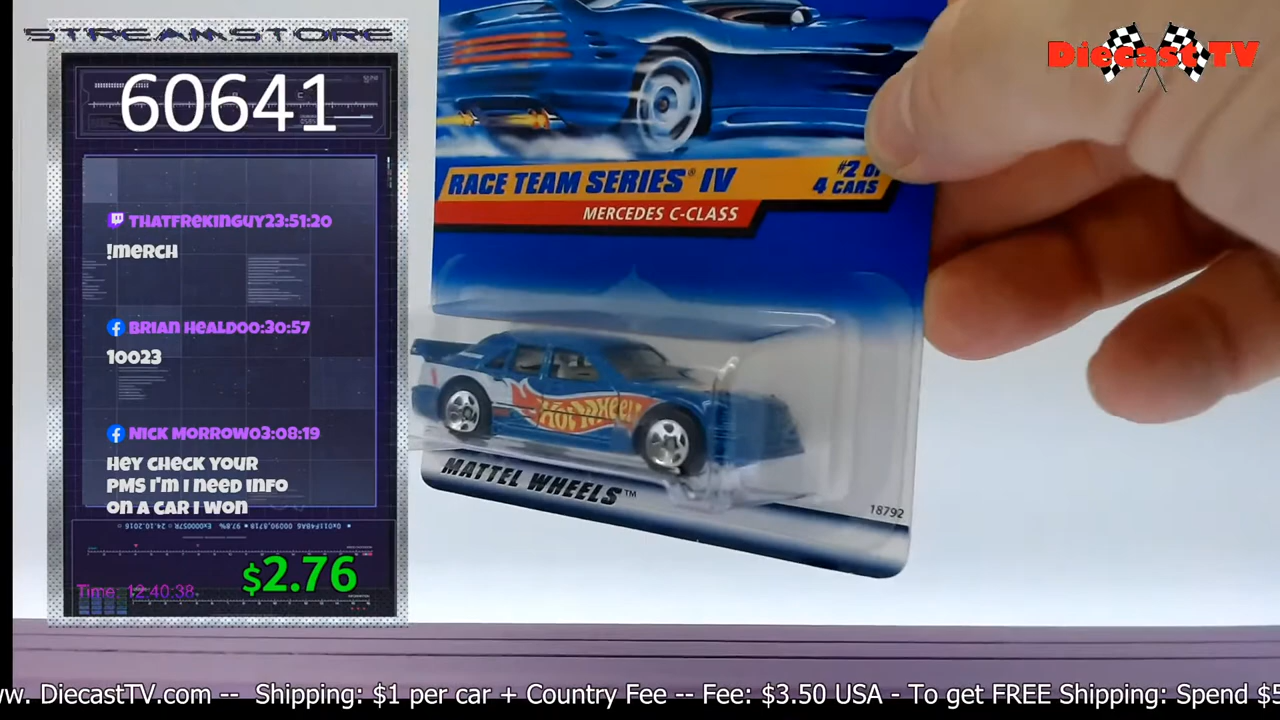 STREAMSTORE
60641
THATFREKINGUY23:51:20
!merch
BRIAN HEALD00:30:57
10023
NICK MORROW03:08:19
Hey check your
PMs I'm I need info
on a car I won
Time: 12:40:38
$2.76
Diecast TV
RACE TEAM SERIES® IV
#2 OF
4 CARS
MERCEDES C-CLASS
HOT WHEELS
MATTEL WHEELS™
18792
w. DiecastTV.com -- Shipping: $1 per car + Country Fee -- Fee: $3.50 USA - To get FREE Shipping: Spend $5